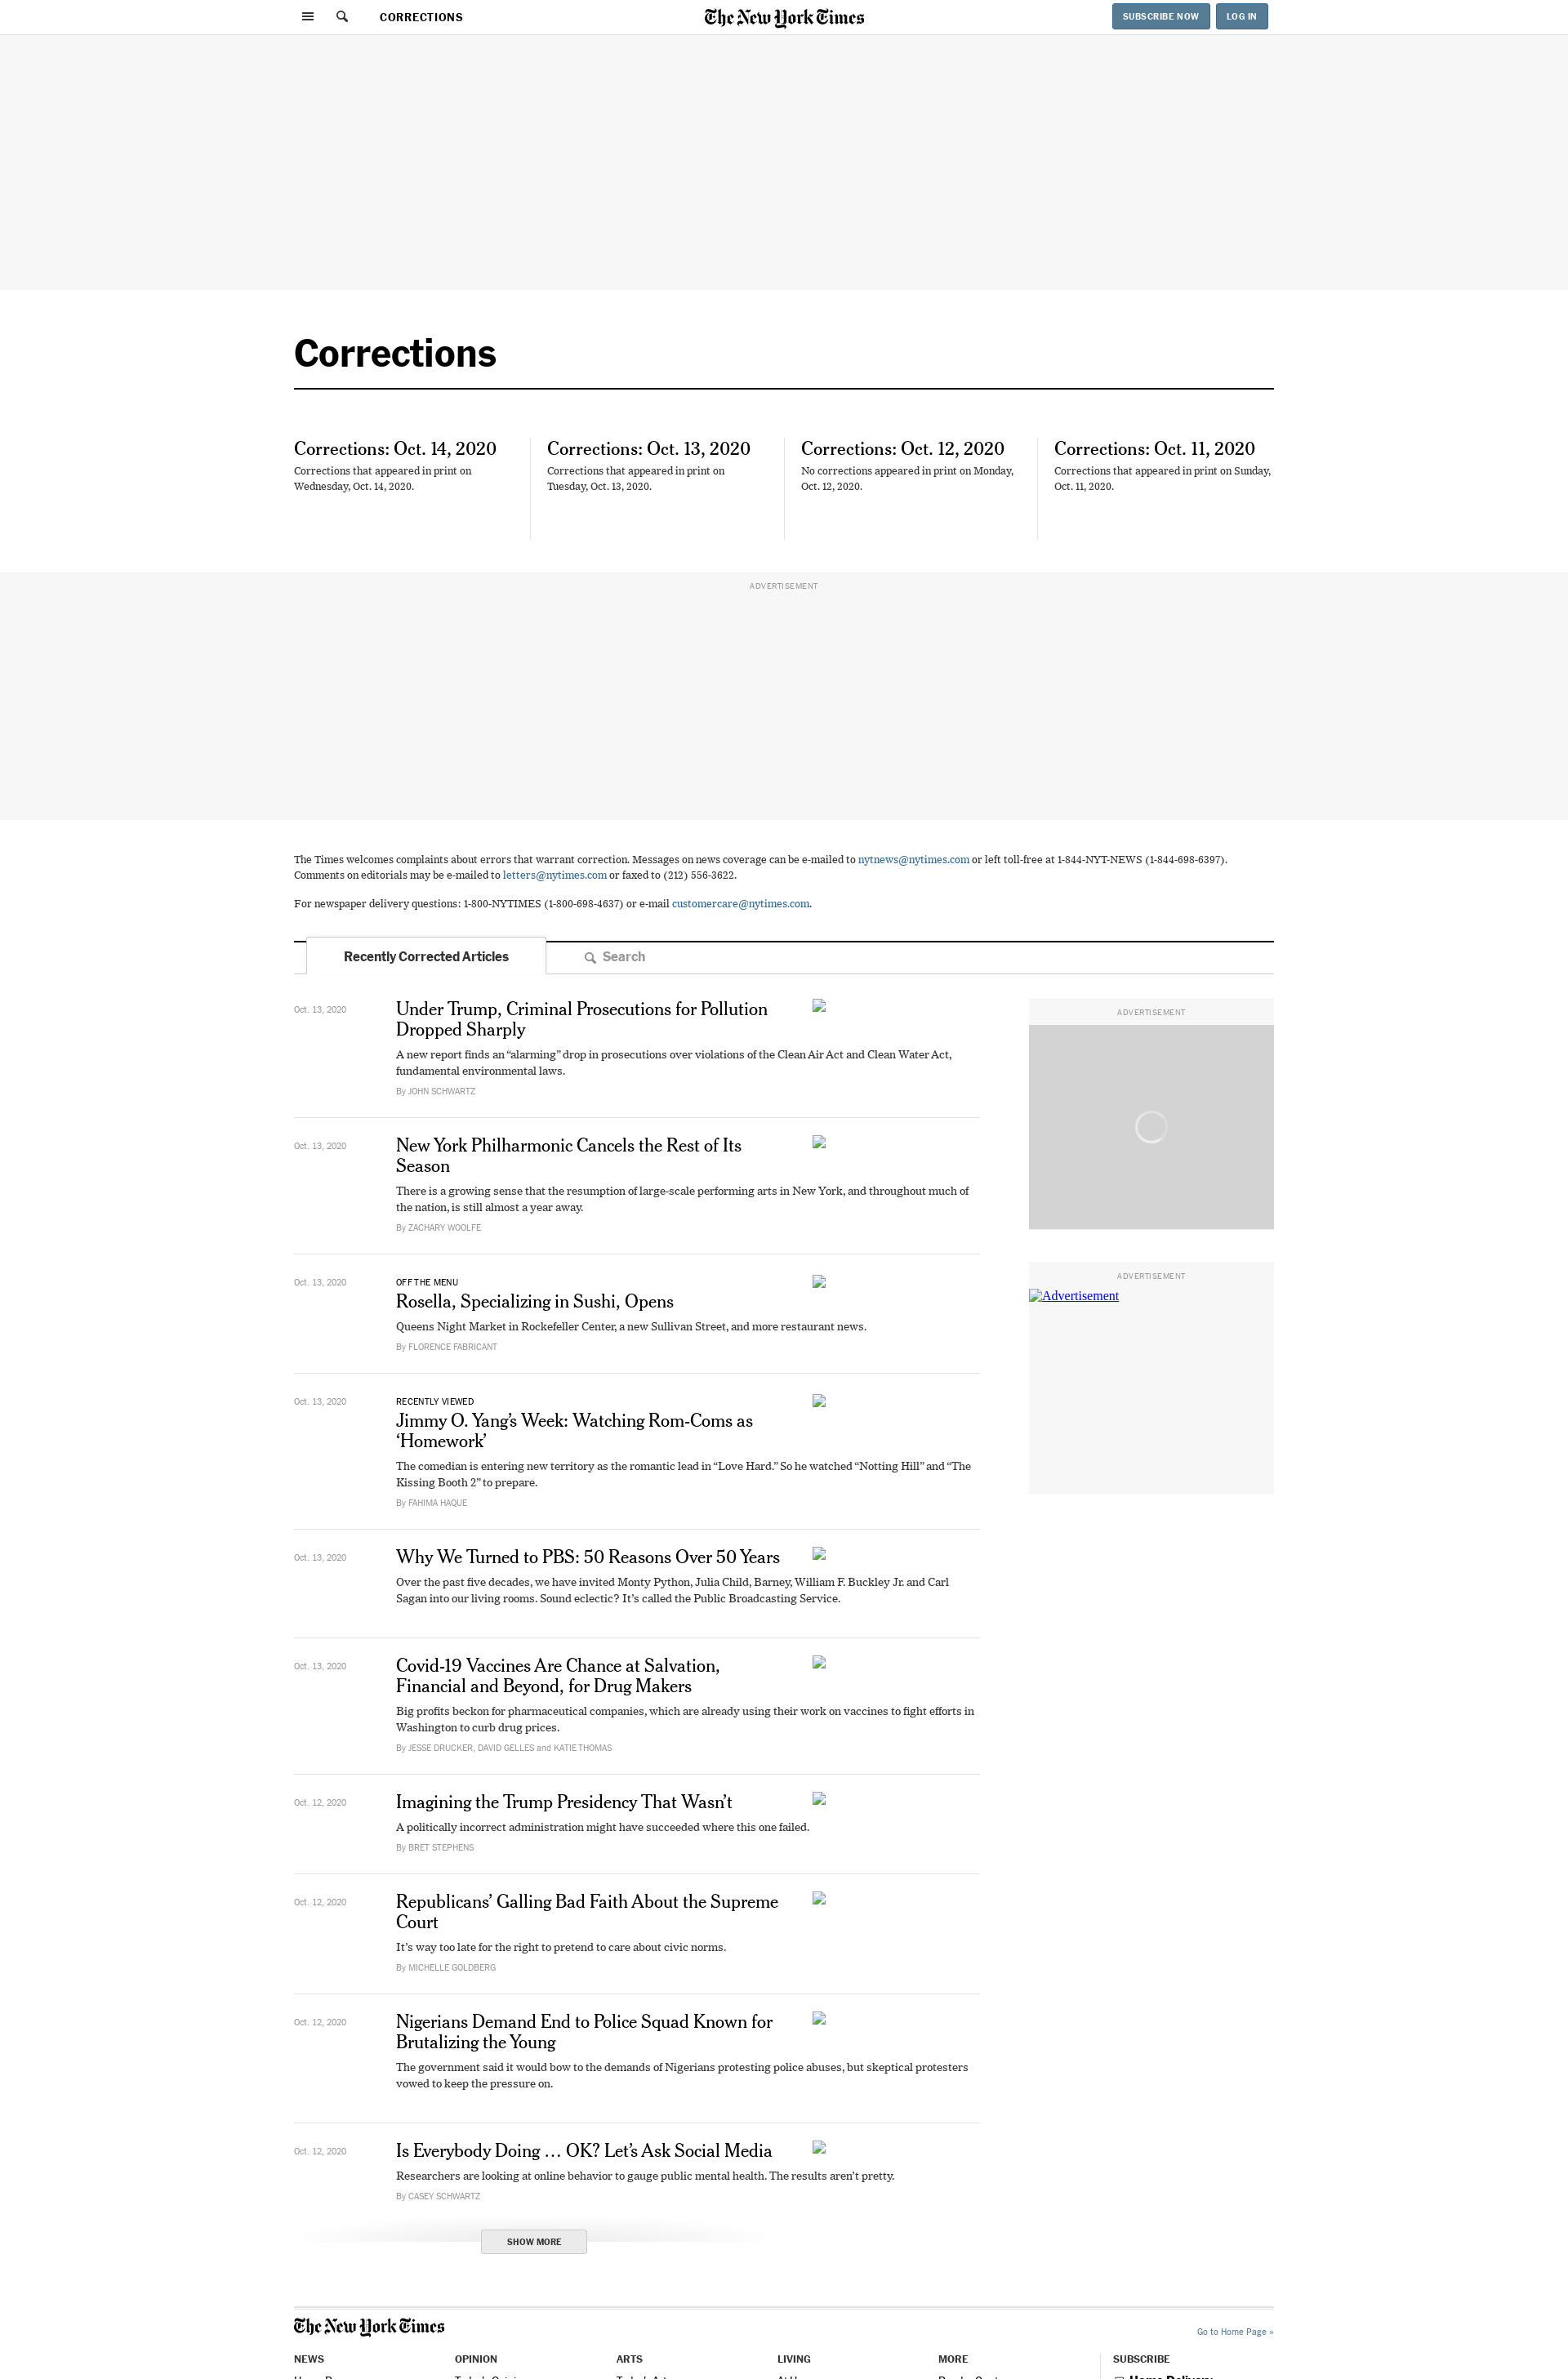 CORRECTIONS
The New York Times
SUBSCRIBE NOW
LOG IN
Corrections
Corrections: Oct. 14, 2020
Corrections that appeared in print on
Wednesday, Oct. 14, 2020.
Corrections: Oct. 13, 2020
Corrections that appeared in print on
Tuesday, Oct. 13, 2020.
Corrections: Oct. 12, 2020
No corrections appeared in print on Monday,
Oct. 12, 2020.
Corrections: Oct. 11, 2020
Corrections that appeared in print on Sunday,
Oct. 11, 2020.
ADVERTISEMENT
The Times welcomes complaints about errors that warrant correction. Messages on news coverage can be e-mailed to nytnews@nytimes.com or left toll-free at 1-844-NYT-NEWS (1-844-698-6397).
Comments on editorials may be e-mailed to letters@nytimes.com or faxed to (212) 556-3622.
For newspaper delivery questions: 1-800-NYTIMES (1-800-698-4637) or e-mail customercare@nytimes.com.
Recently Corrected Articles
Search
Oct. 13, 2020
Under Trump, Criminal Prosecutions for Pollution
Dropped Sharply
A new report finds an “alarming” drop in prosecutions over violations of the Clean Air Act and Clean Water Act,
fundamental environmental laws.
By JOHN SCHWARTZ
Oct. 13, 2020
New York Philharmonic Cancels the Rest of Its
Season
There is a growing sense that the resumption of large-scale performing arts in New York, and throughout much of
the nation, is still almost a year away.
By ZACHARY WOOLFE
Oct. 13, 2020
OFF THE MENU
Rosella, Specializing in Sushi, Opens
Queens Night Market in Rockefeller Center, a new Sullivan Street, and more restaurant news.
By FLORENCE FABRICANT
Oct. 13, 2020
RECENTLY VIEWED
Jimmy O. Yang’s Week: Watching Rom-Coms as
‘Homework’
The comedian is entering new territory as the romantic lead in “Love Hard.” So he watched “Notting Hill” and “The
Kissing Booth 2” to prepare.
By FAHIMA HAQUE
Oct. 13, 2020
Why We Turned to PBS: 50 Reasons Over 50 Years
Over the past five decades, we have invited Monty Python, Julia Child, Barney, William F. Buckley Jr. and Carl
Sagan into our living rooms. Sound eclectic? It’s called the Public Broadcasting Service.
Oct. 13, 2020
Covid-19 Vaccines Are Chance at Salvation,
Financial and Beyond, for Drug Makers
Big profits beckon for pharmaceutical companies, which are already using their work on vaccines to fight efforts in
Washington to curb drug prices.
By JESSE DRUCKER, DAVID GELLES and KATIE THOMAS
Oct. 12, 2020
Imagining the Trump Presidency That Wasn’t
A politically incorrect administration might have succeeded where this one failed.
By BRET STEPHENS
Oct. 12, 2020
Republicans’ Galling Bad Faith About the Supreme
Court
It’s way too late for the right to pretend to care about civic norms.
By MICHELLE GOLDBERG
Oct. 12, 2020
Nigerians Demand End to Police Squad Known for
Brutalizing the Young
The government said it would bow to the demands of Nigerians protesting police abuses, but skeptical protesters
vowed to keep the pressure on.
Oct. 12, 2020
Is Everybody Doing … OK? Let’s Ask Social Media
Researchers are looking at online behavior to gauge public mental health. The results aren’t pretty.
By CASEY SCHWARTZ
SHOW MORE
ADVERTISEMENT
ADVERTISEMENT
Advertisement
The New York Times
Go to Home Page »
NEWS
OPINION
ARTS
LIVING
MORE
SUBSCRIBE
Home Delivery